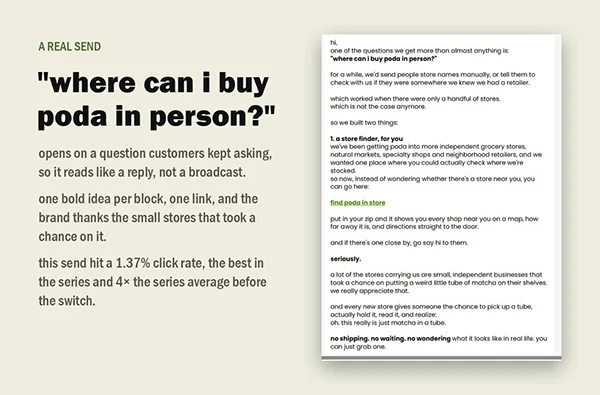 A REAL SEND
"where can i buy
poda in person?"
opens on a question customers kept asking,
so it reads like a reply, not a broadcast.
one bold idea per block, one link, and the
brand thanks the small stores that took a
chance on it.
this send hit a 1.37% click rate, the best in
the series and 4× the series average before
the switch.
hi,
one of the questions we get more than almost anything is:
"where can i buy poda in person?"
for a while, we'd send people store names manually, or tell them to
check with us if they were somewhere we knew we had a retailer.
which worked when there were only a handful of stores.
which is not the case anymore.
so we built two things:
1. a store finder, for you
we've been getting poda into more independent grocery stores,
natural markets, specialty shops and neighborhood retailers, and we
wanted one place where you could actually check where we're
stocked.
so now, instead of wondering whether there's a store near you, you
can go here:
find poda in store
put in your zip and it shows you every shop near you on a map, how
far away it is, and directions straight to the door.
and if there's one close by, go say hi to them.
seriously.
a lot of the stores carrying us are small, independent businesses that
took a chance on putting a weird little tube of matcha on their shelves.
we really appreciate that.
and every new store gives someone the chance to pick up a tube,
actually hold it, read it, and realize:
oh. this really is just matcha in a tube.
no shipping. no waiting. no wondering what it looks like in real life. you
can just grab one.